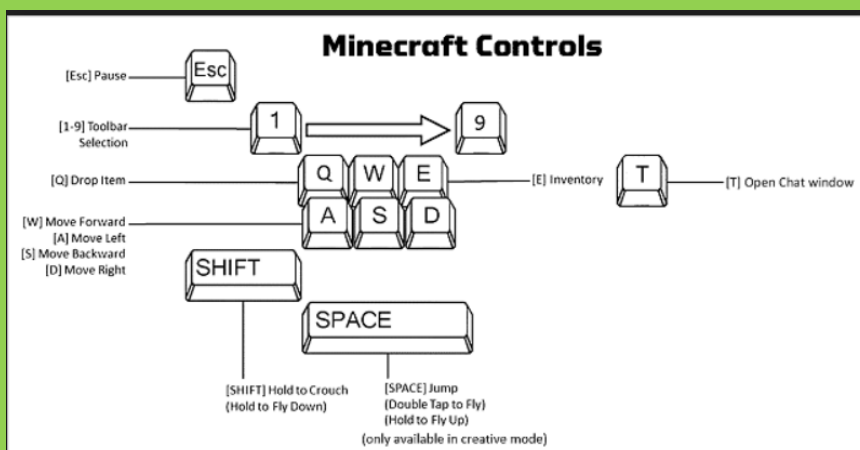 Minecraft Controls
[Esc] Pause
Esc
[1-9] Toolbar
Selection
1
9
[Q] Drop Item
Q
W
E
[E] Inventory
T
[T] Open Chat window
[W] Move Forward
[A] Move Left
[S] Move Backward
[D] Move Right
A
S
D
SHIFT
SPACE
[SHIFT] Hold to Crouch
(Hold to Fly Down)
[SPACE] Jump
(Double Tap to Fly)
(Hold to Fly Up)
(only available in creative mode)